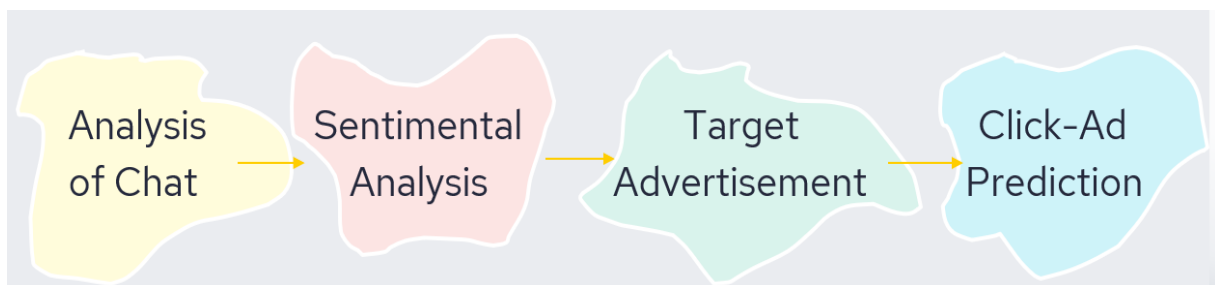 Analysis
of Chat
Sentimental
Analysis
Target
Advertisement
Click-Ad
Prediction